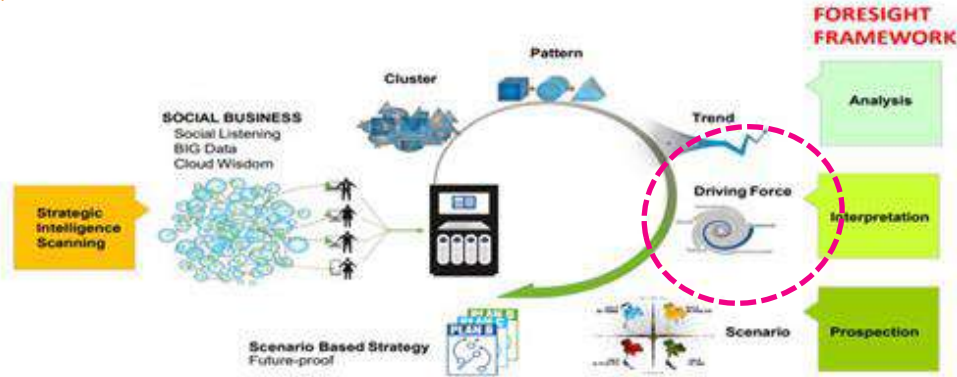 FORESIGHT
FRAMEWORK
Pattern
Cluster
Analysis
SOCIAL BUSINESS
Social Listening
BIG Data
Cloud Wisdom
Trend
Driving Force
Strategic
Intelligence
Scanning
Interpretation
Scenario Based Strategy
Future-proof
PLAN B
Scenario
Prospection